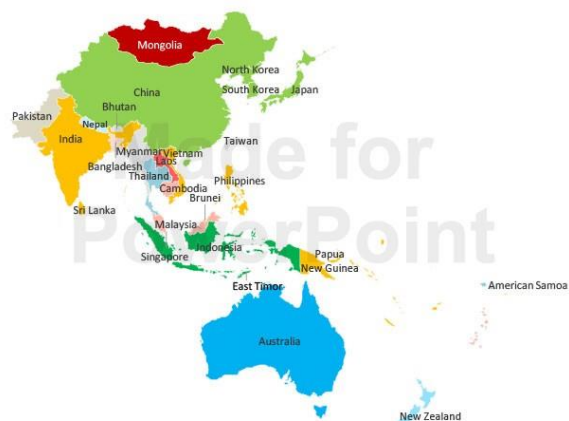 Mongolia
North Korea
China
South Korea
Japan
Bhutan
Pakistan
Nepal
India
Taiwan
Myanmar
Vietnam
Laos
Bangladesh
Thailand
Philippines
Cambodia
Brunei
Sri Lanka
Malaysia
Indonesia
Singapore
Papua
New Guinea
East Timor
American Samoa
Australia
New Zealand
Made for
PowerPoint